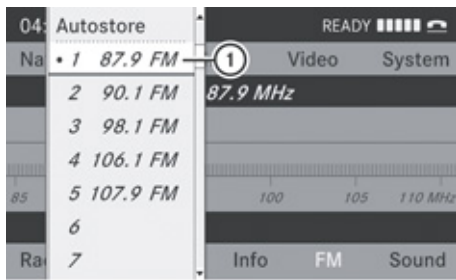 04: Autostore READY
Na • 1 87.9 FM 1 Video System
2 90.1 FM 87.9 MHz
3 98.1 FM
4 106.1 FM
85 5 107.9 FM 100 105 110 MHz
6
Ra 7 Info FM Sound